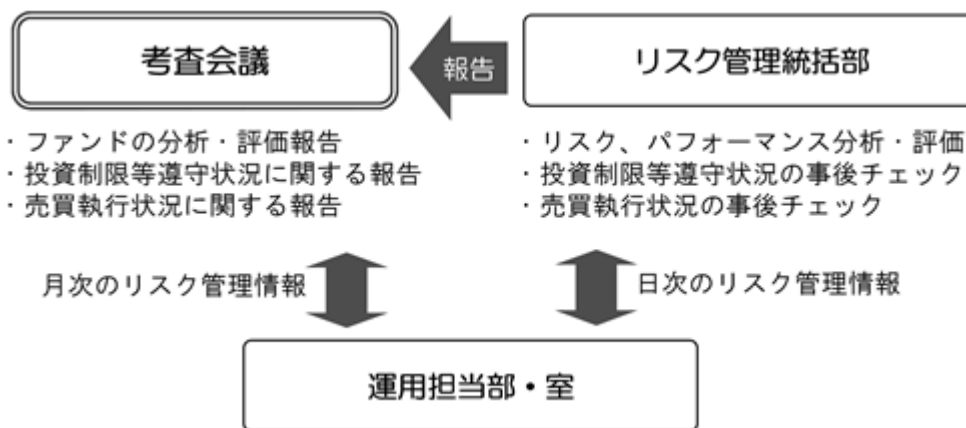 考査会議
報告
リスク管理統括部
・ファンドの分析・評価報告
・投資制限等遵守状況に関する報告
・売買執行状況に関する報告
・リスク、パフォーマンス分析・評価
・投資制限等遵守状況の事後チェック
・売買執行状況の事後チェック
月次のリスク管理情報
日次のリスク管理情報
運用担当部・室